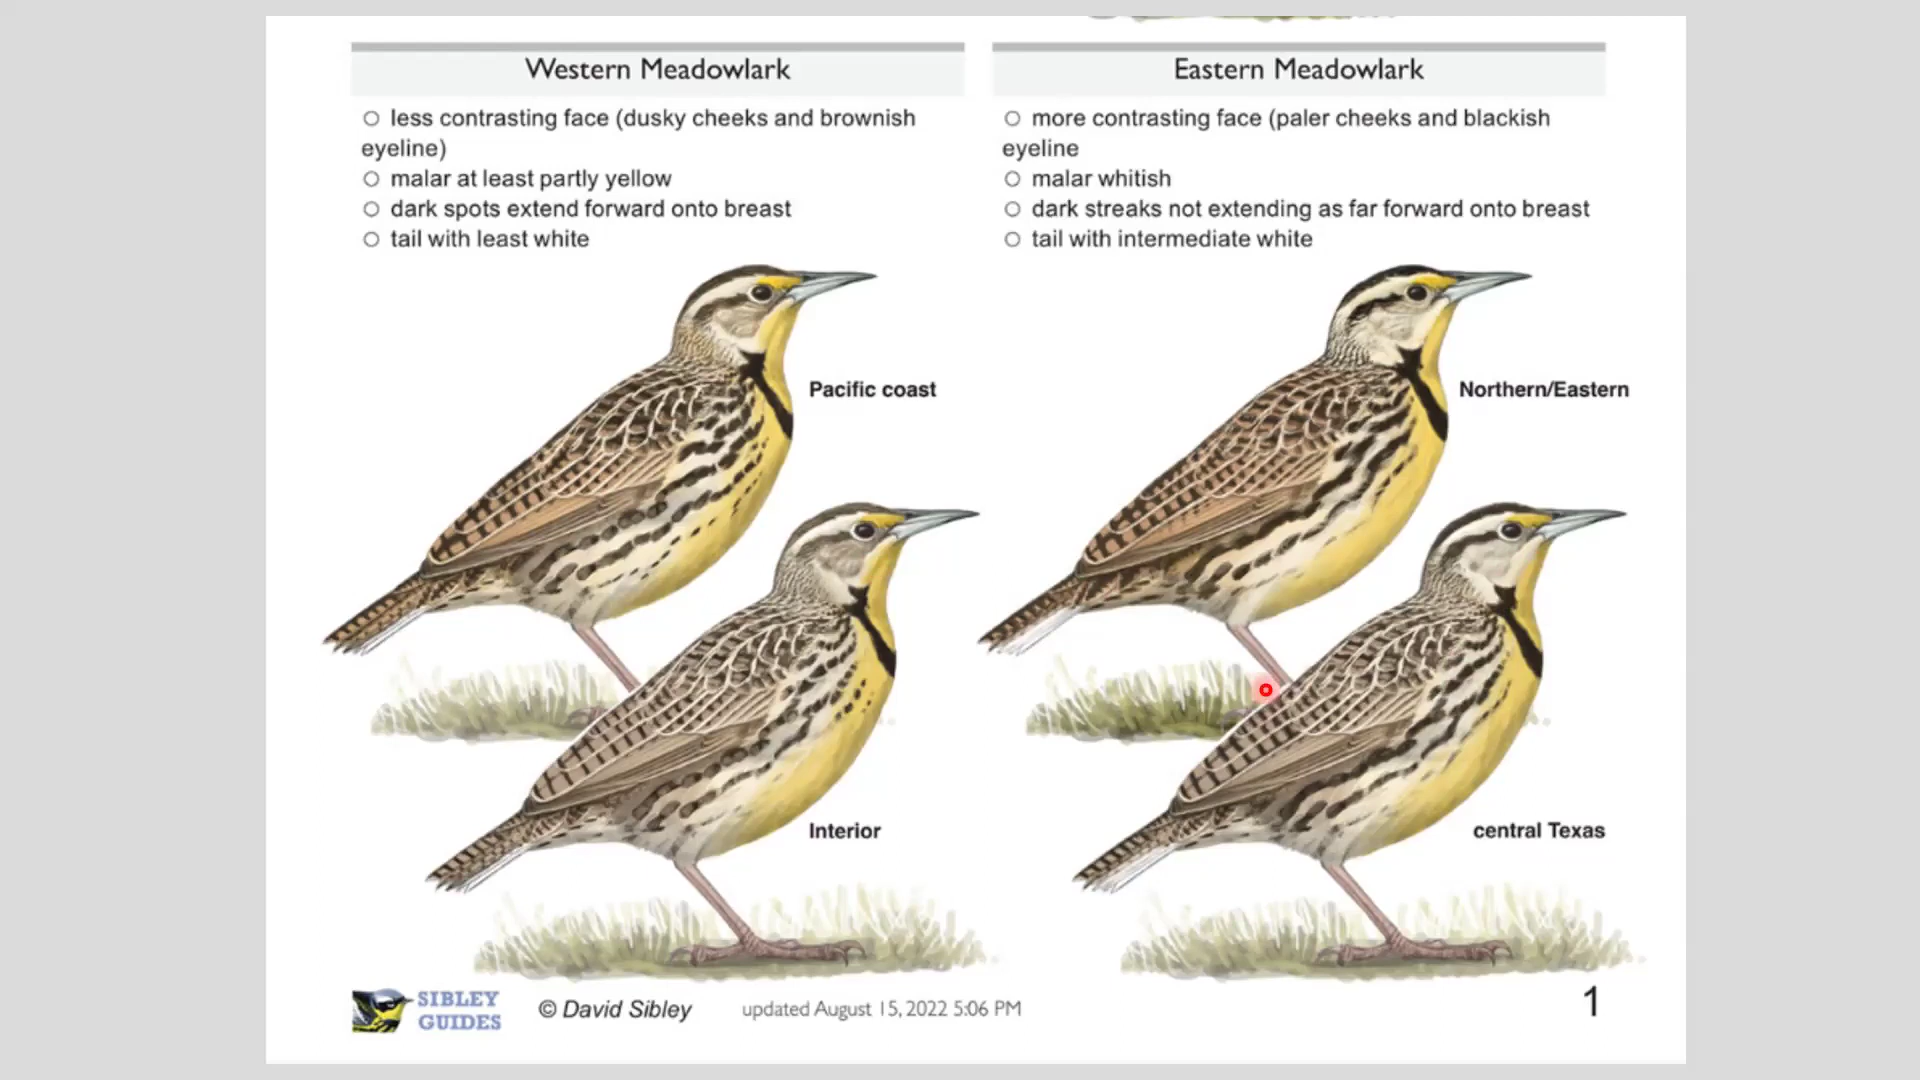 Western Meadowlark
○ less contrasting face (dusky cheeks and brownish
eyeline)
○ malar at least partly yellow
○ dark spots extend forward onto breast
○ tail with least white
Pacific coast
Interior
Eastern Meadowlark
○ more contrasting face (paler cheeks and blackish
eyeline
○ malar whitish
○ dark streaks not extending as far forward onto breast
○ tail with intermediate white
Northern/Eastern
central Texas
SIBLEY
GUIDES
© David Sibley
updated August 15, 2022 5:06 PM
1